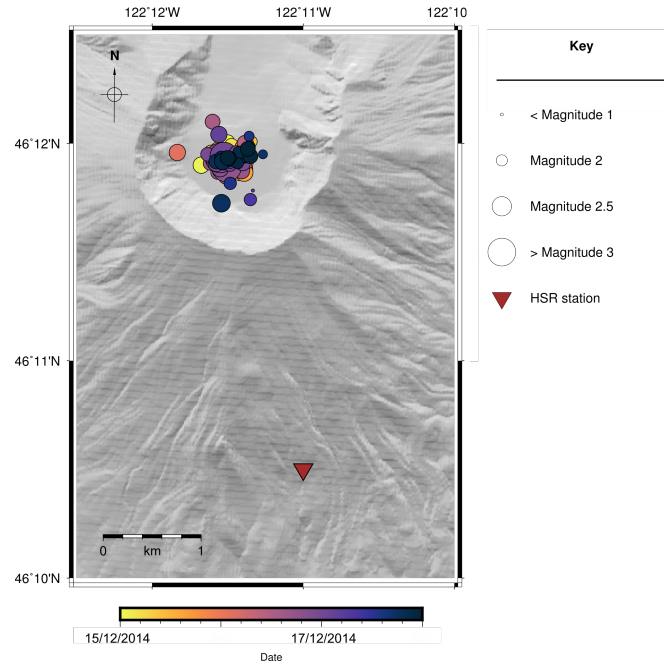 122˚12'W 122˚11'W 122˚10
Key
N
< Magnitude 1
46˚12'N
Magnitude 2
Magnitude 2.5
> Magnitude 3
HSR station
46˚11'N
0 km 1
46˚10'N
15/12/2014 17/12/2014
Date